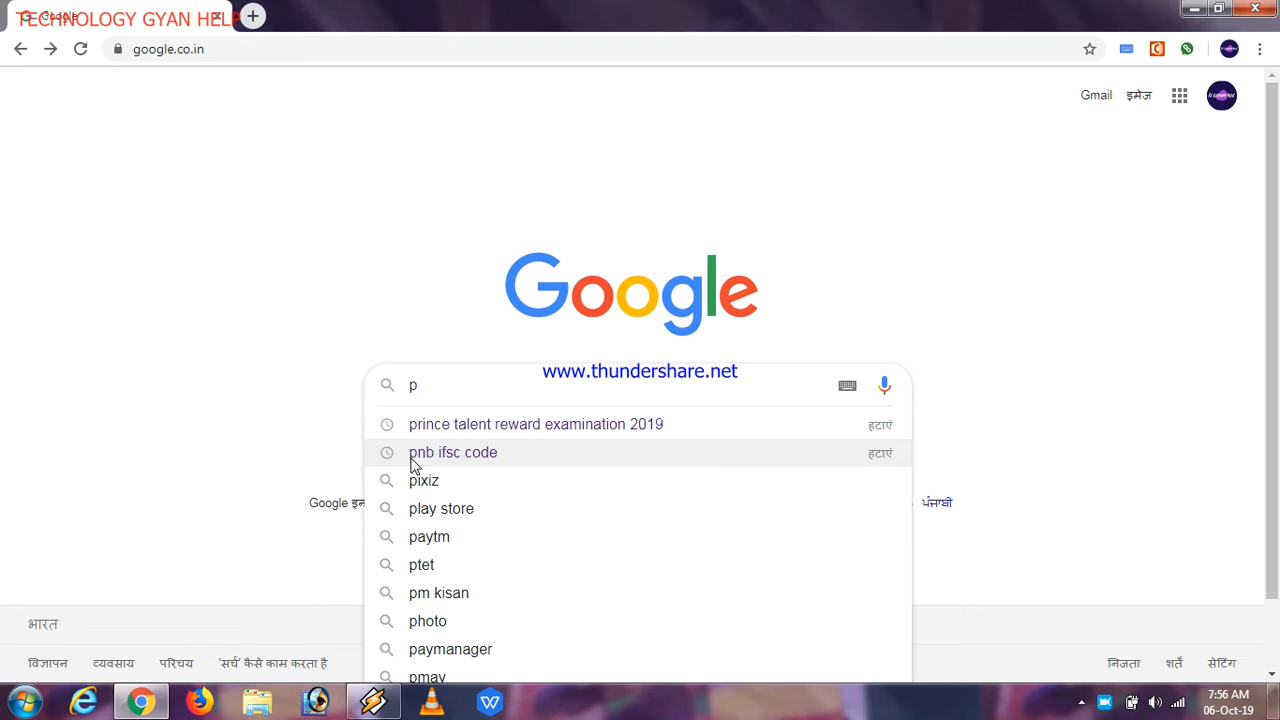 TECHNOLOGY GYAN HELP
google.co.in
Gmail इमेज
Google
www.thundershare.net
p
prince talent reward examination 2019 हटाएं
pnb ifsc code हटाएं
pixiz
Google ਪੰਜਾਬੀ
play store
paytm
ptet
pm kisan
photo
paymanager
pmay
भारत
विज्ञापन व्यवसाय परिचय 'सर्च' कैसे काम करता है निजता शर्तें सेटिंग
7:56 AM
06-Oct-19